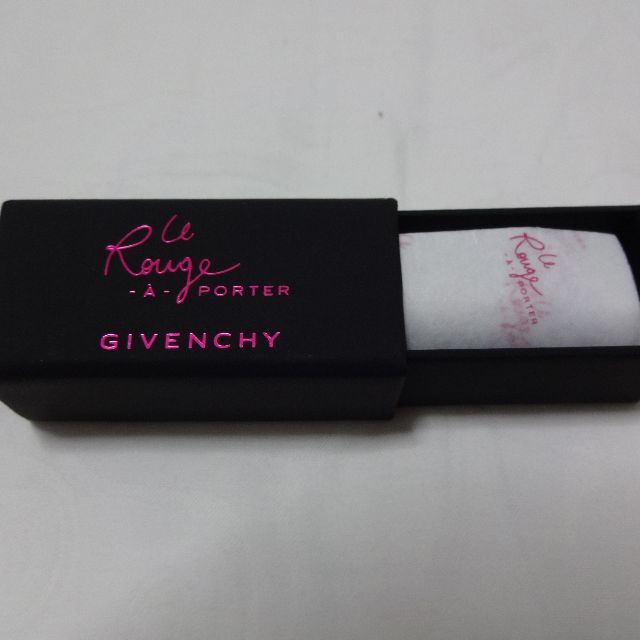 Le
Rouge
-À-PORTER
GIVENCHY
Le
Rouge
-À-
PORTER